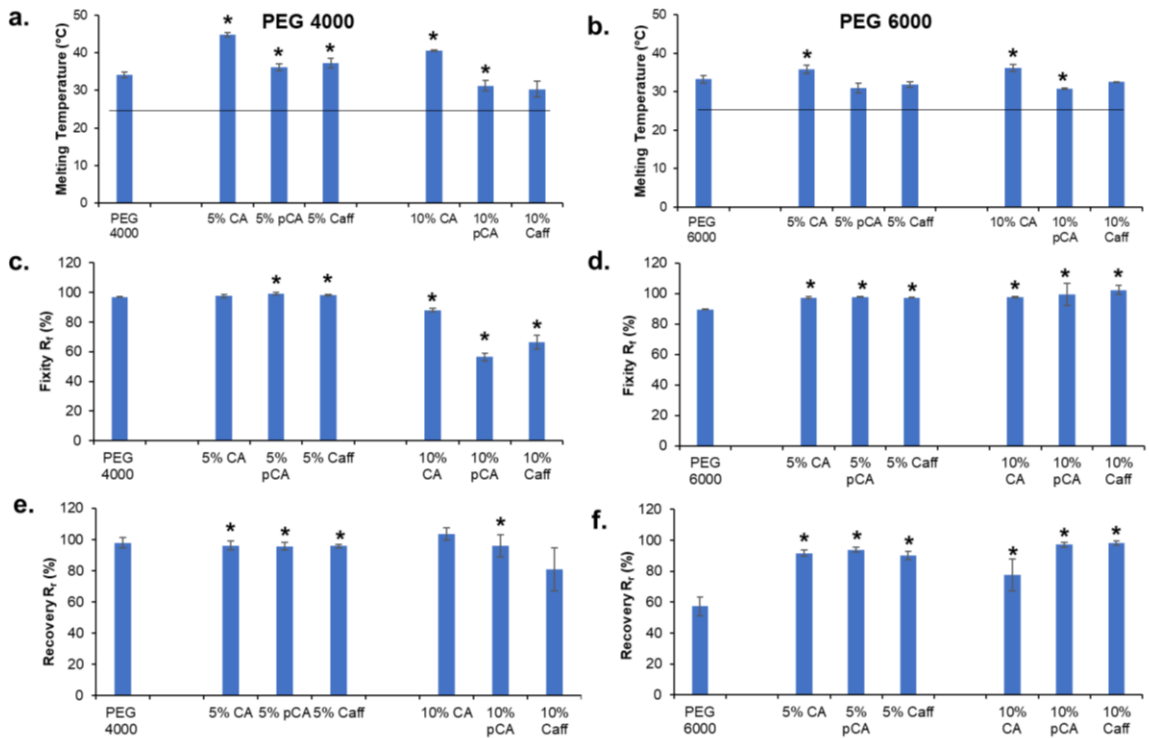 a.
PEG 4000
Melting Temperature (°C)
50
40
30
20
10
0
*
*
*
*
*
PEG
4000
5% CA
5% pCA
5% Caff
10% CA
10%
pCA
10%
Caff
b.
PEG 6000
Melting Temperature (°C)
50
40
30
20
10
0
*
*
*
PEG
6000
5% CA
5% pCA
5% Caff
10% CA
10%
pCA
10%
Caff
c.
Fixity Rf (%)
120
100
80
60
40
20
0
*
*
*
*
*
PEG
4000
5% CA
5%
pCA
5% Caff
10%
CA
10%
pCA
10%
Caff
d.
Fixity Rf (%)
120
100
80
60
40
20
0
*
*
*
*
*
*
PEG
6000
5% CA
5%
pCA
5% Caff
10%
CA
10%
pCA
10%
Caff
e.
Recovery Rr (%)
120
100
80
60
40
20
0
*
*
*
*
PEG
4000
5% CA
5% pCA
5% Caff
10% CA
10%
pCA
10%
Caff
f.
Recovery Rr (%)
120
100
80
60
40
20
0
*
*
*
*
*
*
PEG
6000
5% CA
5%
pCA
5% Caff
10%
CA
10%
pCA
10%
Caff